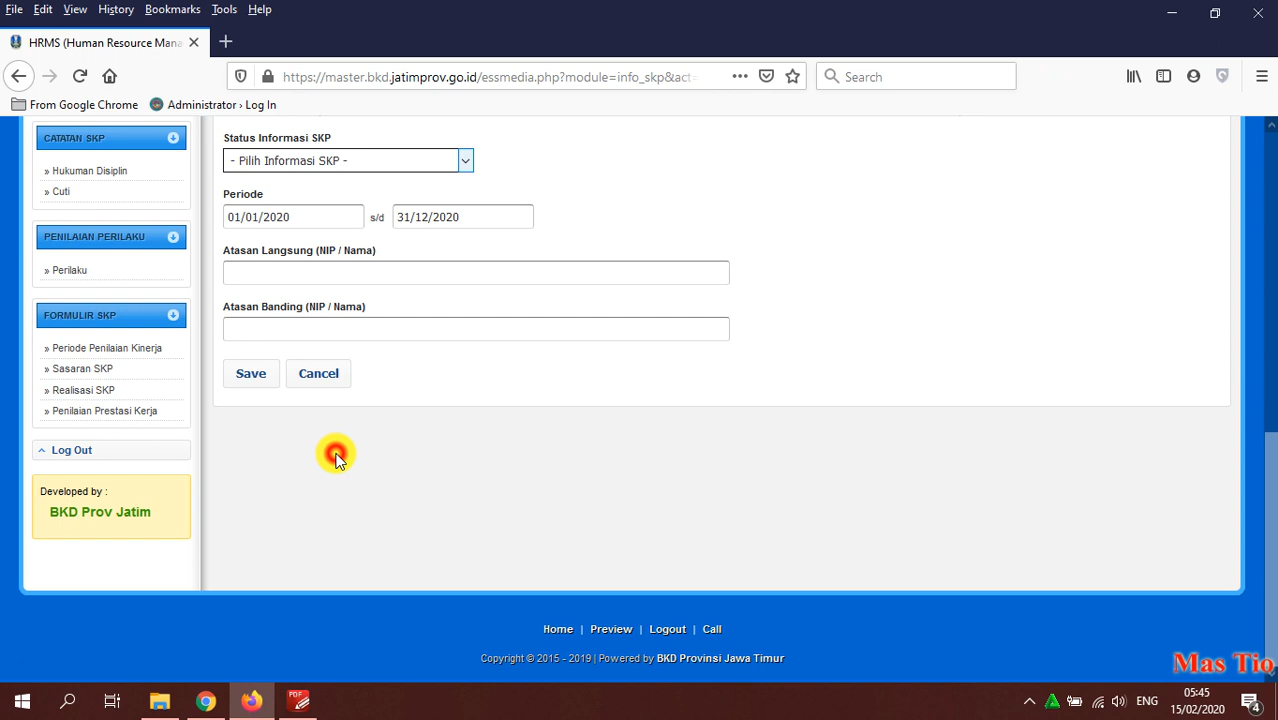 File Edit View History Bookmarks Tools Help
HRMS (Human Resource Mana
https://master.bkd.jatimprov.go.id/essmedia.php?module=info_skp&act=
Search
From Google Chrome
Administrator › Log In
CATATAN SKP
» Hukuman Disiplin
» Cuti
PENILAIAN PERILAKU
» Perilaku
FORMULIR SKP
» Periode Penilaian Kinerja
» Sasaran SKP
» Realisasi SKP
» Penilaian Prestasi Kerja
Log Out
Developed by :
BKD Prov Jatim
Status Informasi SKP
- Pilih Informasi SKP -
Periode
01/01/2020 s/d 31/12/2020
Atasan Langsung (NIP / Nama)
Atasan Banding (NIP / Nama)
Save Cancel
Home | Preview | Logout | Call
Copyright © 2015 - 2019 | Powered by BKD Provinsi Jawa Timur
Mas Tio
PDF
ENG
05:45
15/02/2020
4